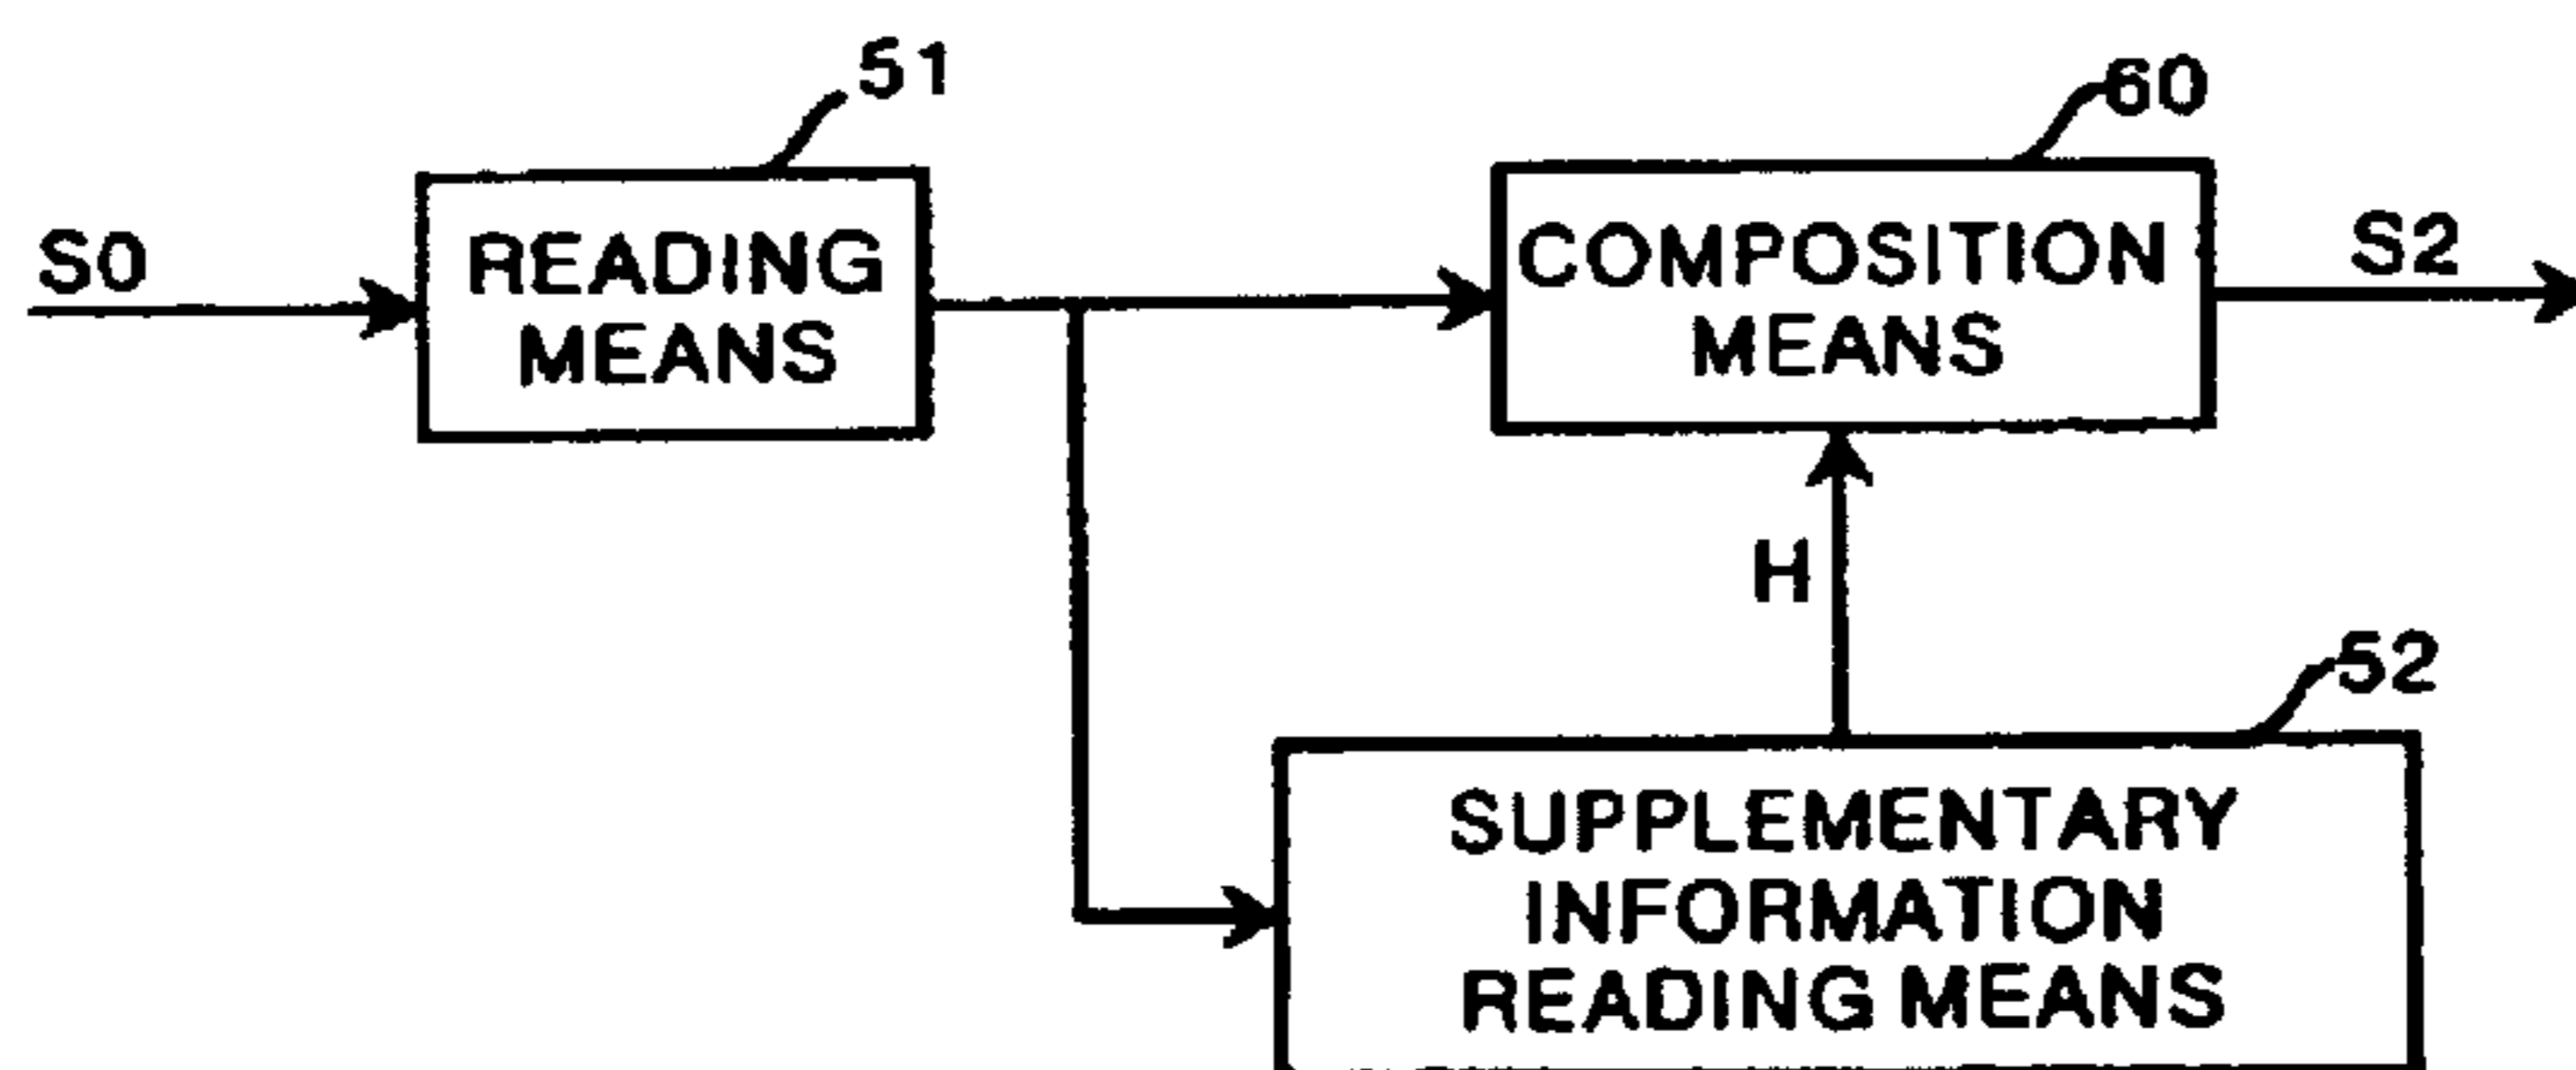 51
60
S0
READING
MEANS
COMPOSITION
MEANS
S2
H
52
SUPPLEMENTARY
INFORMATION
READING MEANS